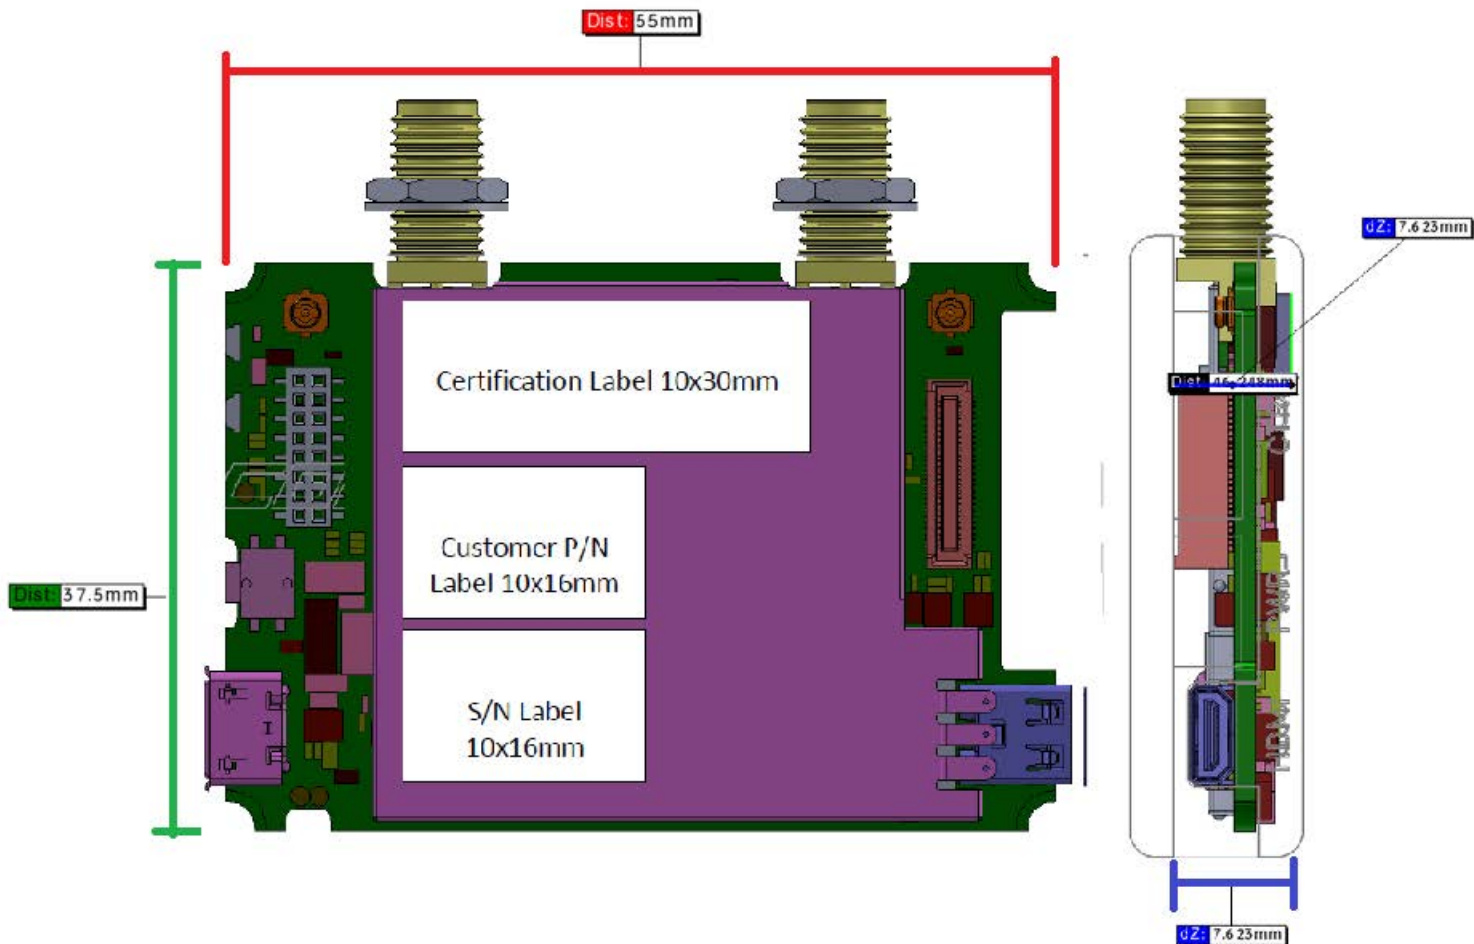 Dist: 55mm
dZ: 7.623mm
Certification Label 10x30mm
Customer P/N
Label 10x16mm
Dist: 37.5mm
S/N Label
10x16mm
dZ: 7.623mm